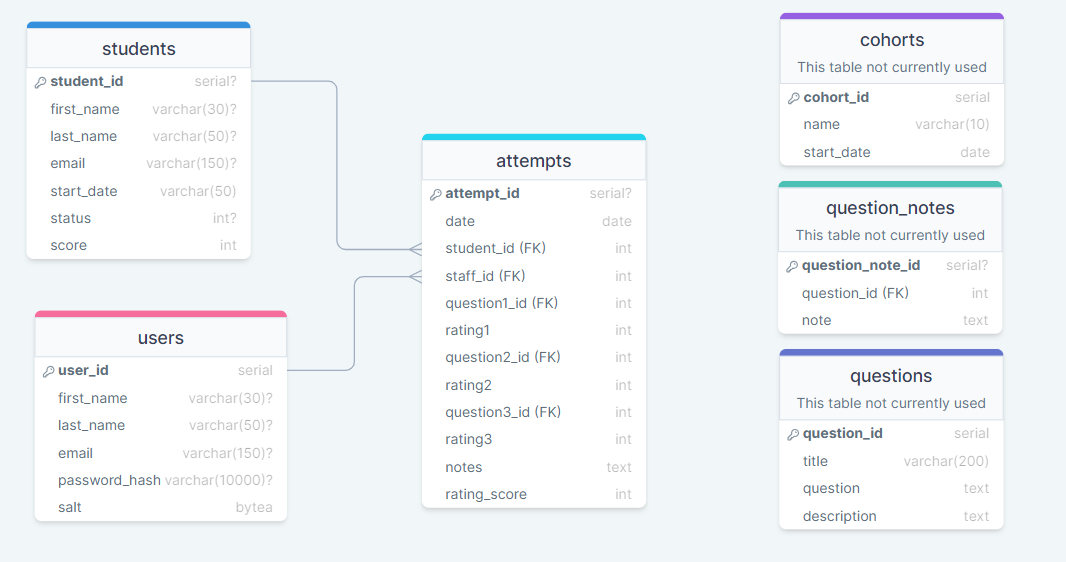 students
student_id serial?
first_name varchar(30)?
last_name varchar(50)?
email varchar(150)?
start_date varchar(50)
status int?
score int
users
user_id serial
first_name varchar(30)?
last_name varchar(50)?
email varchar(150)?
password_hash varchar(10000)?
salt bytea
attempts
attempt_id serial?
date date
student_id (FK) int
staff_id (FK) int
question1_id (FK) int
rating1 int
question2_id (FK) int
rating2 int
question3_id (FK) int
rating3 int
notes text
rating_score int
cohorts
This table not currently used
cohort_id serial
name varchar(10)
start_date date
question_notes
This table not currently used
question_note_id serial?
question_id (FK) int
note text
questions
This table not currently used
question_id serial
title varchar(200)
question text
description text